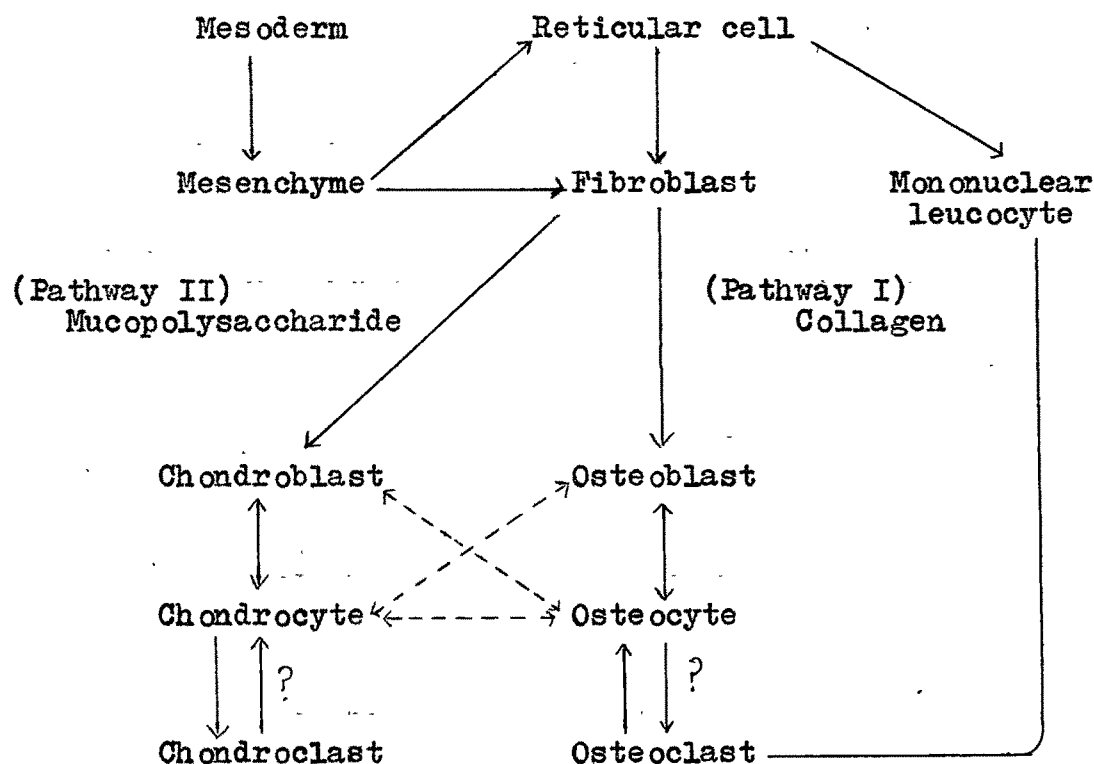 Mesoderm
Reticular cell
Mesenchyme
Fibroblast
Mononuclear
leucocyte
(Pathway II)
Mucopolysaccharide
(Pathway I)
Collagen
Chondroblast
Osteoblast
Chondrocyte
Osteocyte
?
?
Chondroclast
Osteoclast